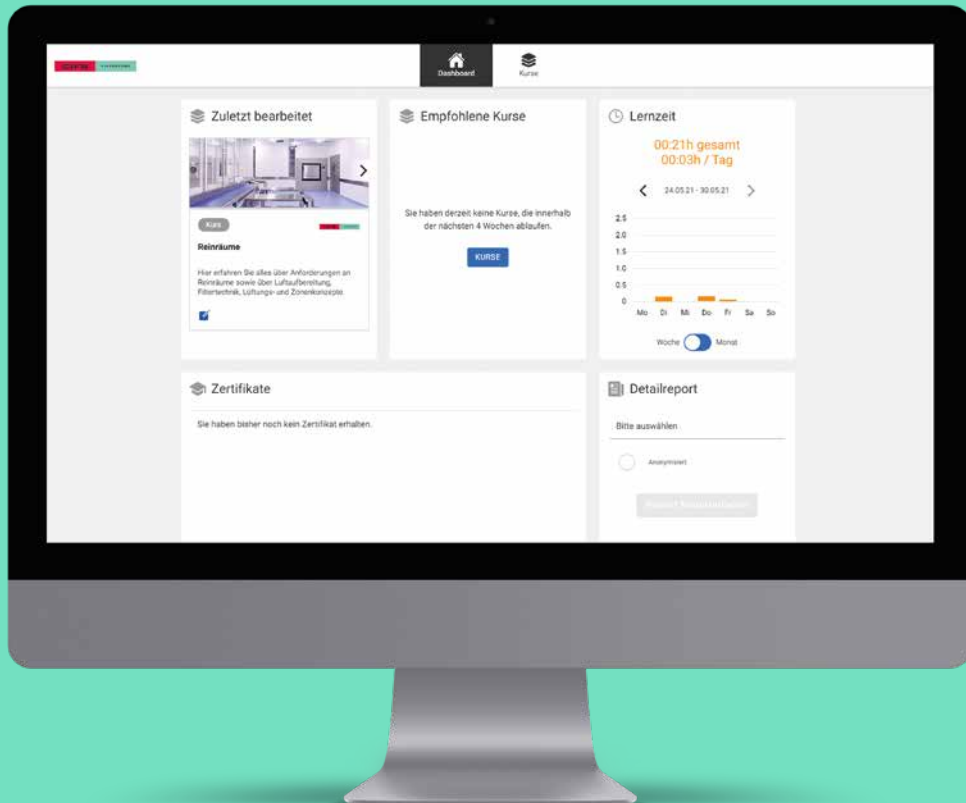 Dashboard
Kurse
Zuletzt bearbeitet
Kurs
Reinräume
Hier erfahren Sie alles über Anforderungen an
Reinräume sowie über Luftaufbereitung,
Filtertechnik, Lüftungs- und Zonenkonzepte.
Empfohlene Kurse
Sie haben derzeit keine Kurse, die innerhalb
der nächsten 4 Wochen ablaufen.
KURSE
Lernzeit
00:21h gesamt
00:03h / Tag
24.05.21 - 30.05.21
2.5
2.0
1.5
1.0
0.5
0
Mo Di Mi Do Fr Sa So
Woche Monat
Zertifikate
Sie haben bisher noch kein Zertifikat erhalten.
Detailreport
Bitte auswählen
Anonymisiert